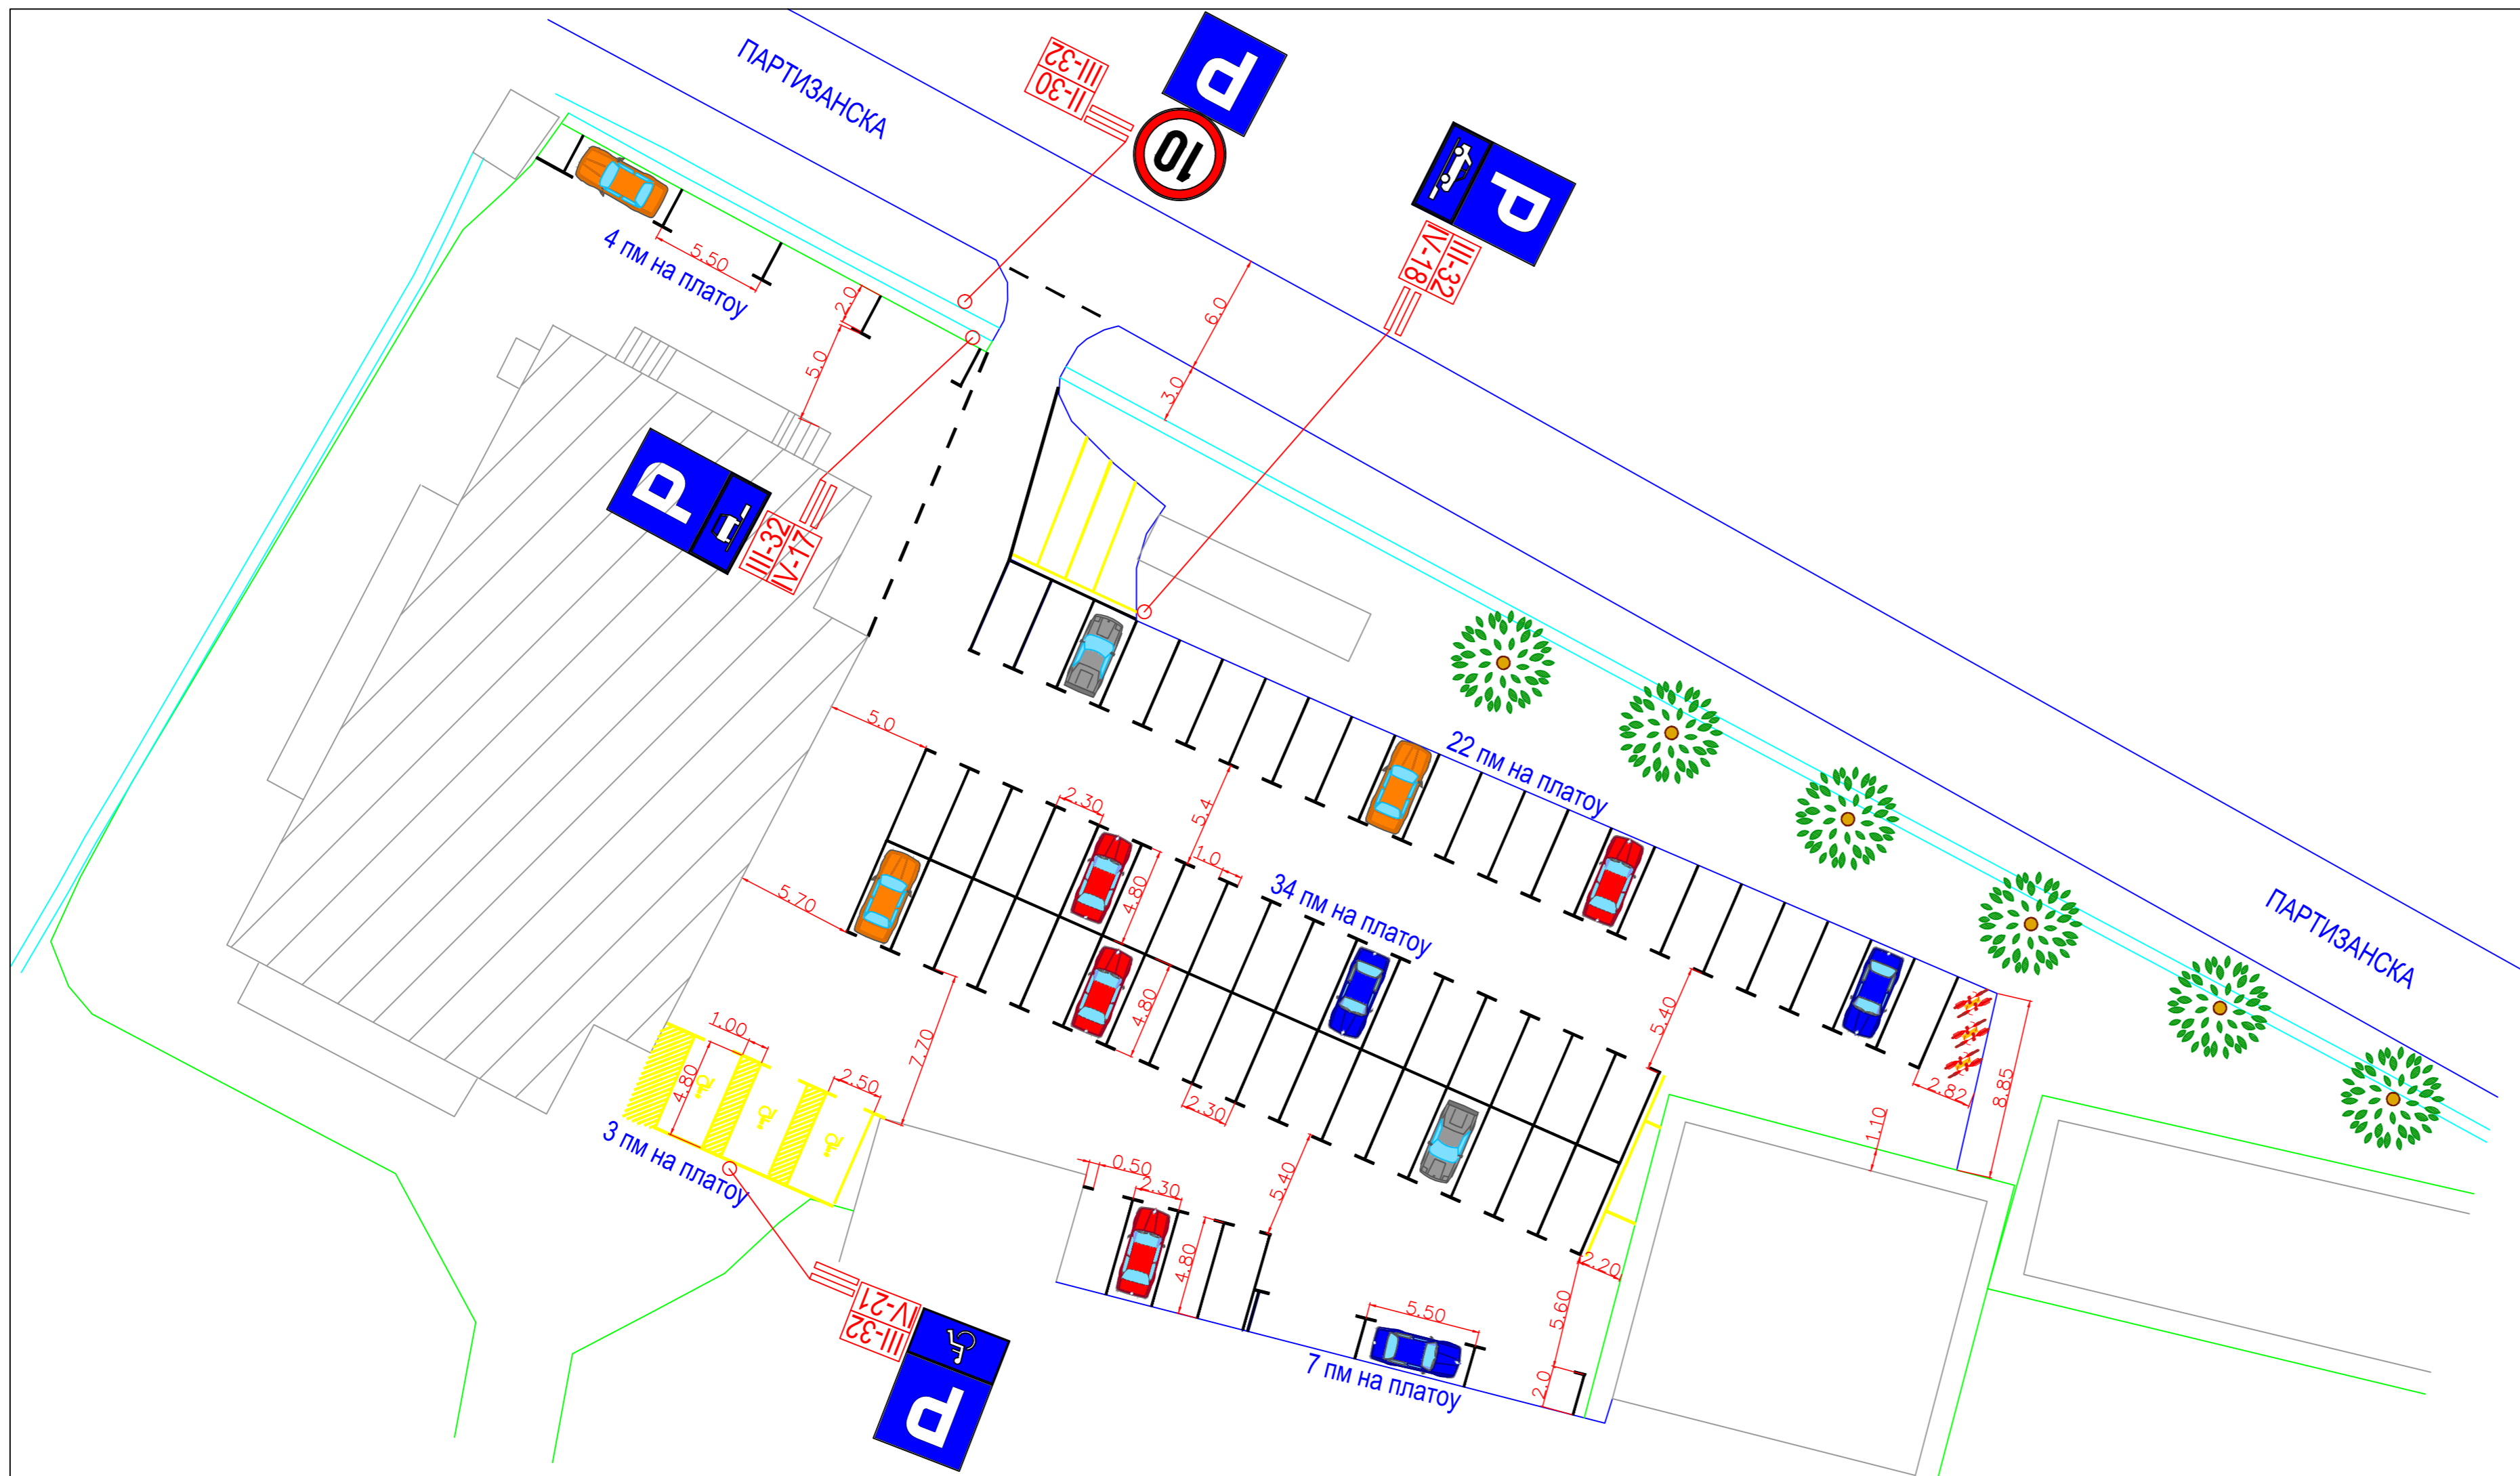 ПАРТИЗАНСКА
III-32
II-30
P
10
P
III-32
IV-18
4 пм на платоу
5.50
2.0
5.0
6.0
3.0
P
III-32
IV-17
5.0
2.30
5.4
1.0
22 пм на платоу
4.80
34 пм на платоу
5.70
ПАРТИЗАНСКА
4.80
7.70
5.40
1.00
4.80
2.50
2.30
2.82
8.85
1.10
3 пм на платоу
0.50
2.30
4.80
5.40
2.20
5.60
5.50
2.0
7 пм на платоу
IV-21
III-32
P